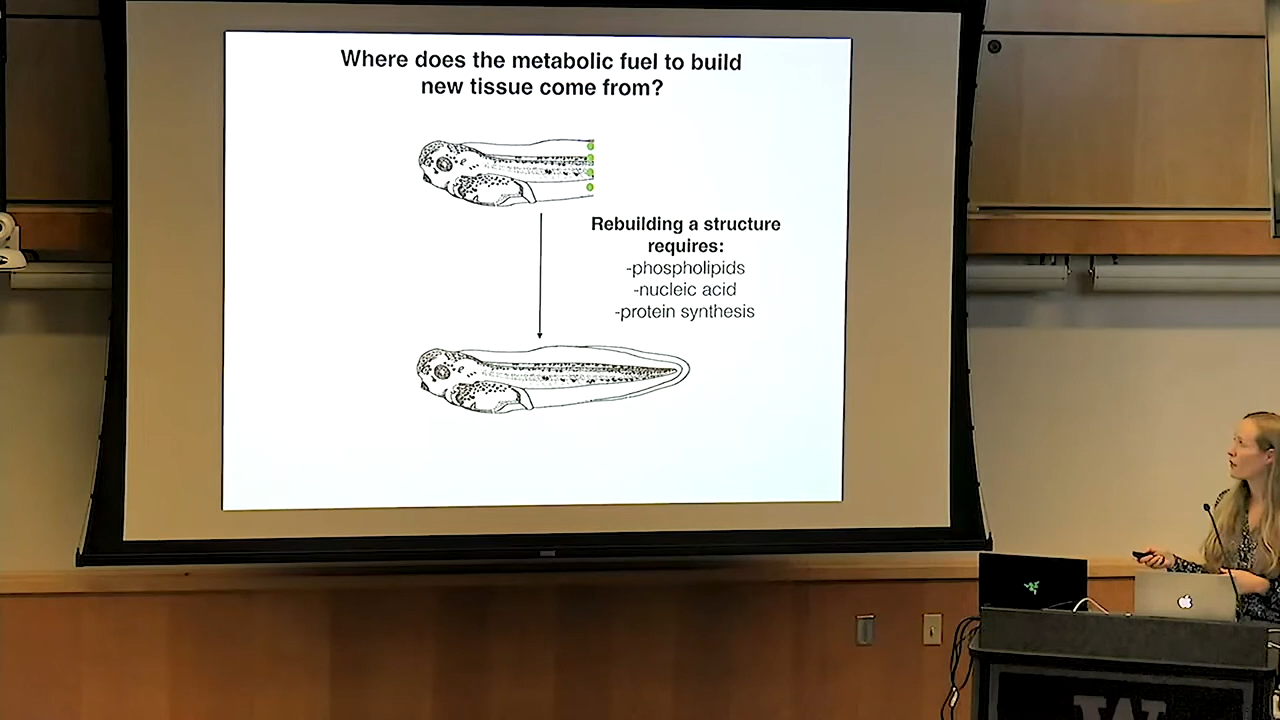 Where does the metabolic fuel to build
new tissue come from?
Rebuilding a structure
requires:
-phospholipids
-nucleic acid
-protein synthesis
W